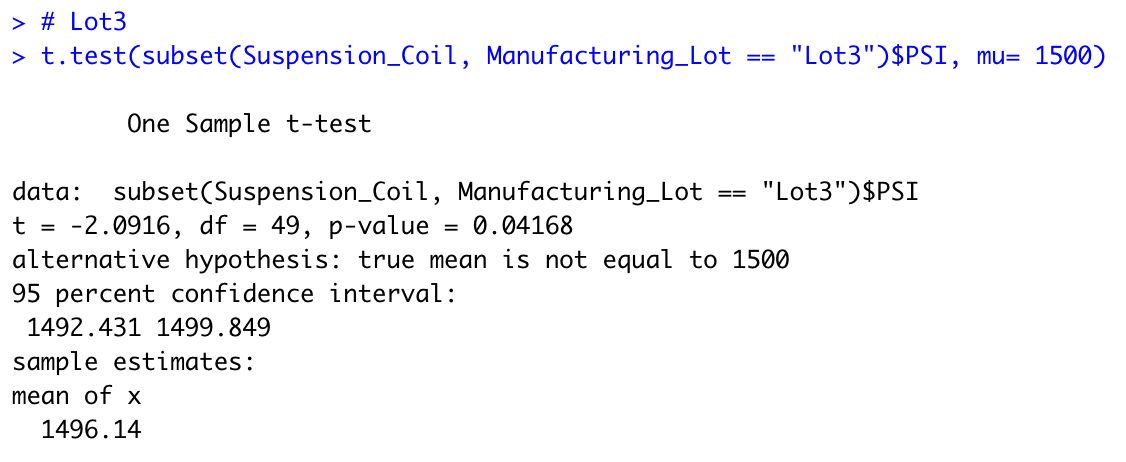 > # Lot3
> t.test(subset(Suspension_Coil, Manufacturing_Lot == "Lot3")$PSI, mu= 1500)
One Sample t-test
data:  subset(Suspension_Coil, Manufacturing_Lot == "Lot3")$PSI
t = -2.0916, df = 49, p-value = 0.04168
alternative hypothesis: true mean is not equal to 1500
95 percent confidence interval:
1492.431 1499.849
sample estimates:
mean of x
1496.14